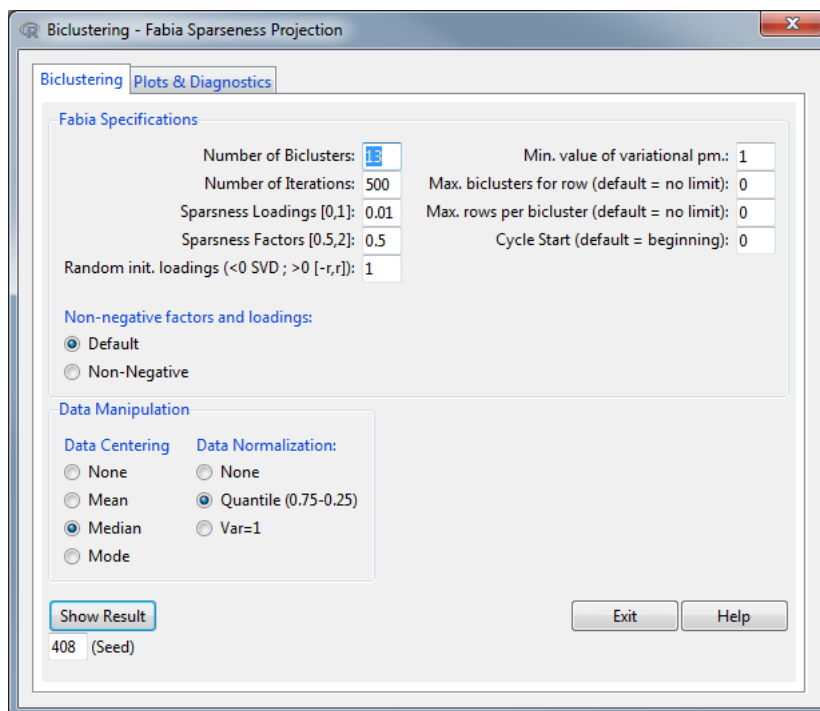 Biclustering - Fabia Sparseness Projection
Biclustering Plots & Diagnostics
Fabia Specifications
Number of Biclusters: 13 Min. value of variational pm.: 1
Number of Iterations: 500 Max. biclusters for row (default = no limit): 0
Sparsness Loadings [0,1]: 0.01 Max. rows per bicluster (default = no limit): 0
Sparsness Factors [0.5,2]: 0.5 Cycle Start (default = beginning): 0
Random init. loadings (<0 SVD ; >0 [-r,r]): 1
Non-negative factors and loadings:
Default
Non-Negative
Data Manipulation
Data Centering Data Normalization:
None None
Mean Quantile (0.75-0.25)
Median Var=1
Mode
Show Result Exit Help
408 (Seed)